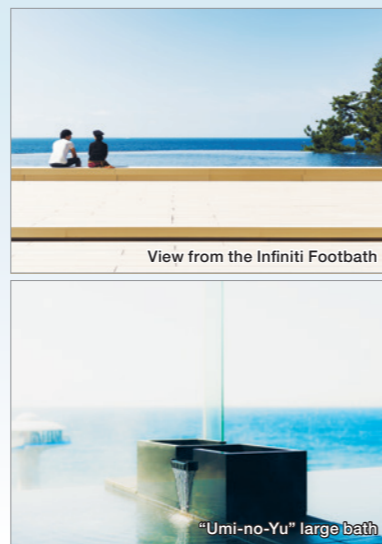 View from the Infiniti Footbath
“Umi-no-Yu” large bath